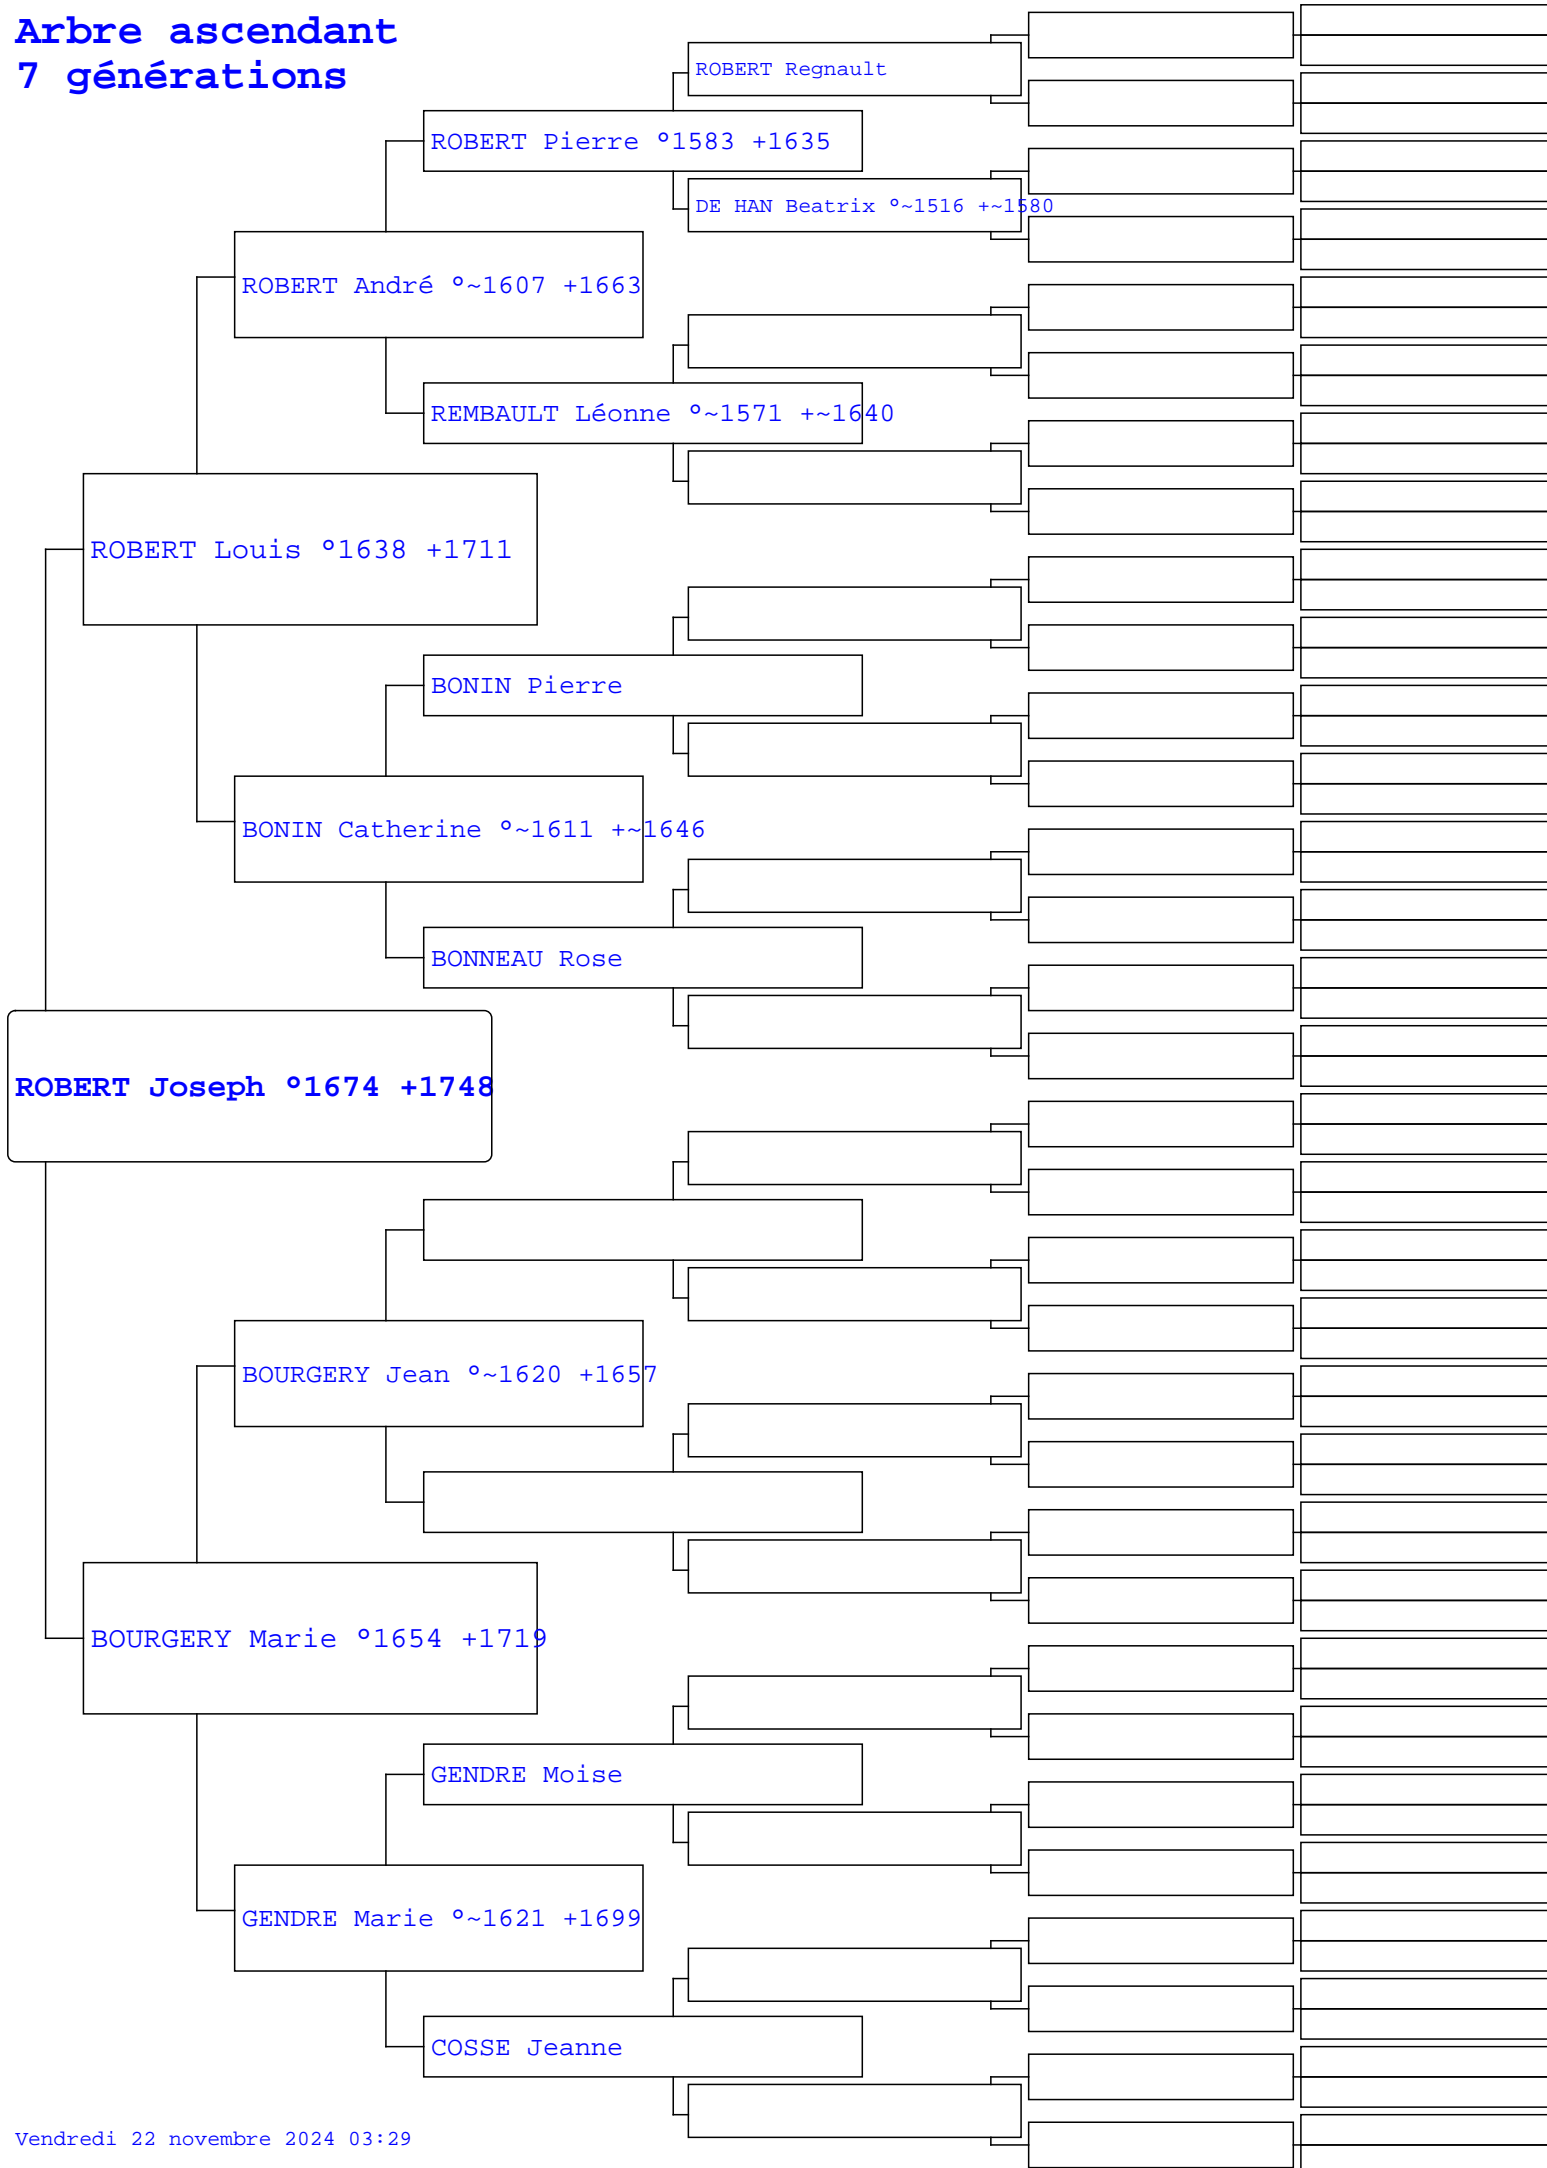 Arbre ascendant
7 générations
ROBERT Regnault
ROBERT Pierre °1583 +1635
DE HAN Beatrix °~1516 +~1580
ROBERT André °~1607 +1663
REMBAULT Léonne °~1571 +~1640
ROBERT Louis °1638 +1711
BONIN Pierre
BONIN Catherine °~1611 +~1646
BONNEAU Rose
ROBERT Joseph °1674 +1748
BOURGERY Jean °~1620 +1657
BOURGERY Marie °1654 +1719
GENDRE Moise
GENDRE Marie °~1621 +1699
COSSE Jeanne
Vendredi 22 novembre 2024 03:29